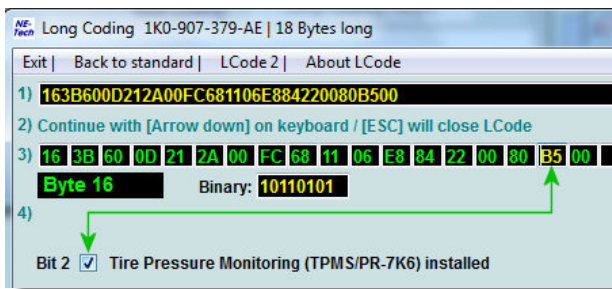 NE-Tech Long Coding 1K0-907-379-AE | 18 Bytes long
Exit | Back to standard | LCode 2 | About LCode
1) 163B600D212A00FC681106E884220080B500
2) Continue with [Arrow down] on keyboard / [ESC] will close LCode
3) 16 3B 60 0D 21 2A 00 FC 68 11 06 E8 84 22 00 80 B5 00
Byte 16 Binary: 10110101
4)
Bit 2 Tire Pressure Monitoring (TPMS/PR-7K6) installed